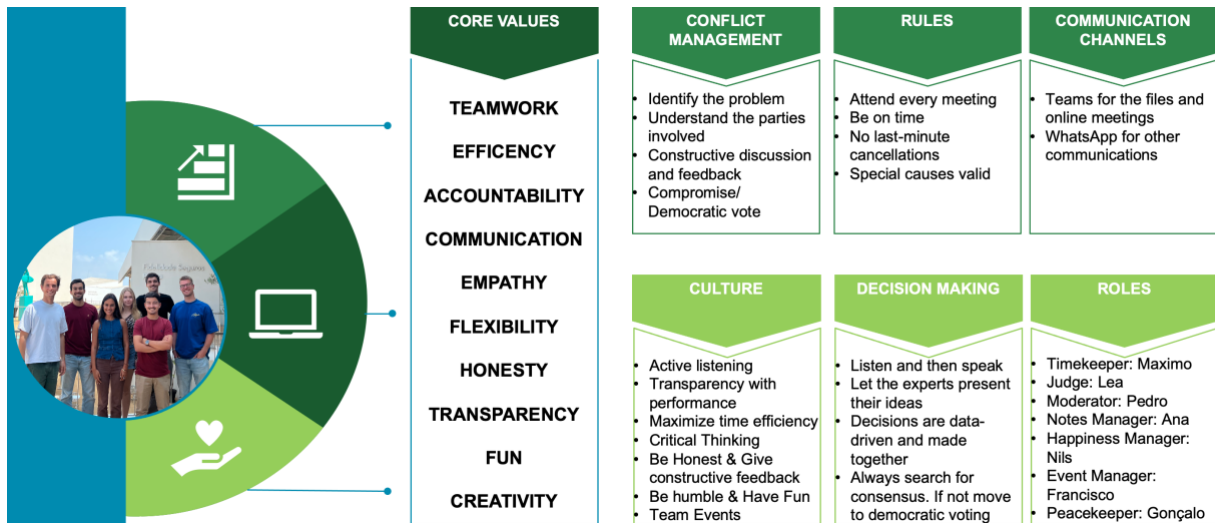 CORE VALUES
TEAMWORK
EFFICENCY
ACCOUNTABILITY
COMMUNICATION
EMPATHY
FLEXIBILITY
HONESTY
TRANSPARENCY
FUN
CREATIVITY
CONFLICT
MANAGEMENT
• Identify the problem
• Understand the parties
involved
• Constructive discussion
and feedback
• Compromise/
Democratic vote
RULES
• Attend every meeting
• Be on time
• No last-minute
cancellations
• Special causes valid
COMMUNICATION
CHANNELS
• Teams for the files and
online meetings
• WhatsApp for other
communications
CULTURE
• Active listening
• Transparency with
performance
• Maximize time efficiency
• Critical Thinking
• Be Honest & Give
constructive feedback
• Be humble & Have Fun
• Team Events
DECISION MAKING
• Listen and then speak
• Let the experts present
their ideas
• Decisions are data-
driven and made
together
• Always search for
consensus. If not move
to democratic voting
ROLES
• Timekeeper: Maximo
• Judge: Lea
• Moderator: Pedro
• Notes Manager: Ana
• Happiness Manager:
Nils
• Event Manager:
Francisco
• Peacekeeper: Gonçalo